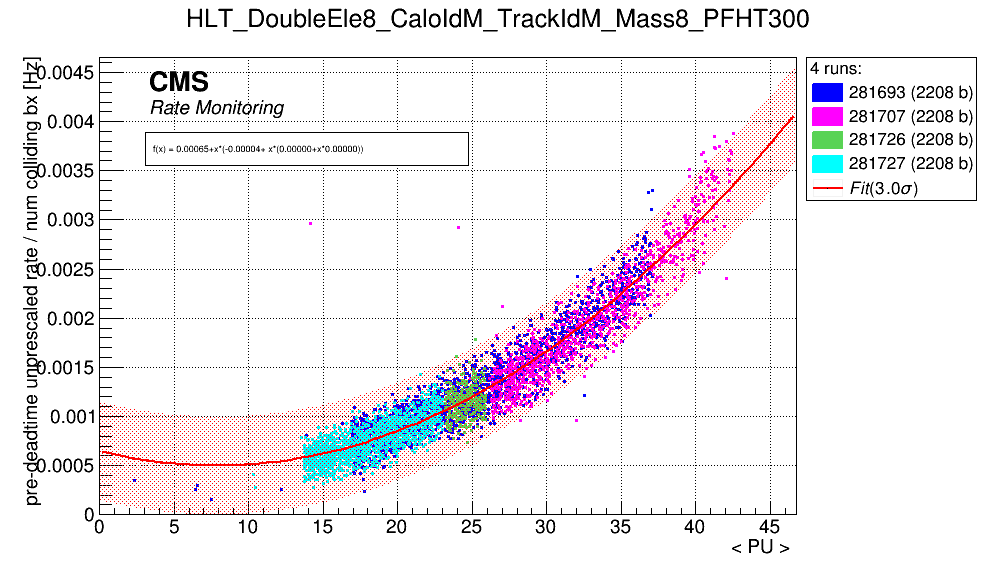 HLT_DoubleEle8_CaloIdM_TrackIdM_Mass8_PFHT300
pre-deadtime unprescaled rate / num colliding bx [Hz]
0.0045
0.004
0.0035
0.003
0.0025
0.002
0.0015
0.001
0.0005
0
CMS
Rate Monitoring
f(x) = 0.00065+x*(-0.00004+ x*(0.00000+x*0.00000))
0 5 10 15 20 25 30 35 40 45
< PU >
4 runs:
281693 (2208 b)
281707 (2208 b)
281726 (2208 b)
281727 (2208 b)
Fit(3.0σ)